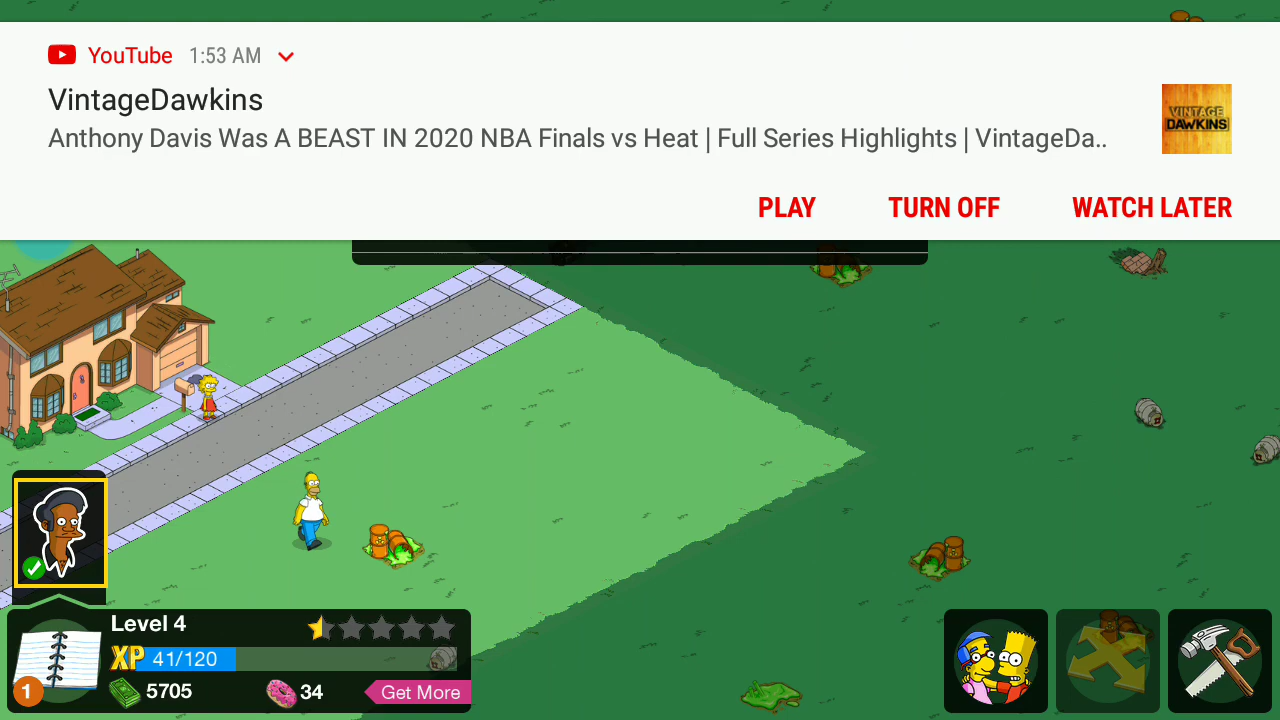 YouTube 1:53 AM
VintageDawkins
Anthony Davis Was A BEAST IN 2020 NBA Finals vs Heat | Full Series Highlights | VintageDa..
VINTAGE
DAWKINS
PLAY TURN OFF WATCH LATER
Level 4
XP 41/120
1 5705 34 Get More